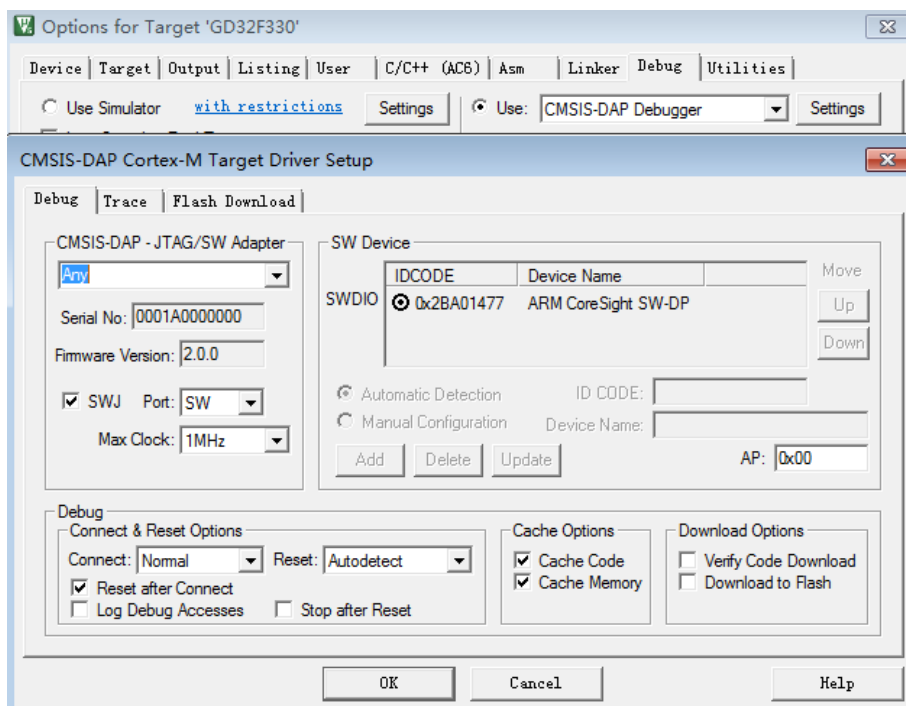 Options for Target 'GD32F330'
Device Target Output Listing User C/C++ (AC6) Asm Linker Debug Utilities
Use Simulator with restrictions Settings Use: CMSIS-DAP Debugger Settings
CMSIS-DAP Cortex-M Target Driver Setup
Debug Trace Flash Download
CMSIS-DAP - JTAG/SW Adapter
Any
Serial No: 0001A0000000
Firmware Version: 2.0.0
SWJ Port: SW
Max Clock: 1MHz
SW Device
IDCODE Device Name
SWDIO 0x2BA01477 ARM CoreSight SW-DP
Move
Up
Down
Automatic Detection ID CODE:
Manual Configuration Device Name:
Add Delete Update AP: 0x00
Debug
Connect & Reset Options
Connect: Normal Reset: Autodetect
Reset after Connect
Log Debug Accesses Stop after Reset
Cache Options
Cache Code
Cache Memory
Download Options
Verify Code Download
Download to Flash
OK Cancel Help